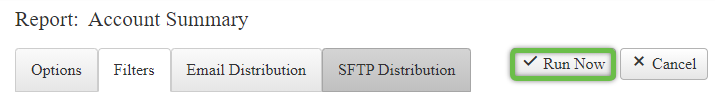 Report: Account Summary
Options Filters Email Distribution SFTP Distribution ✓ Run Now ✕ Cancel